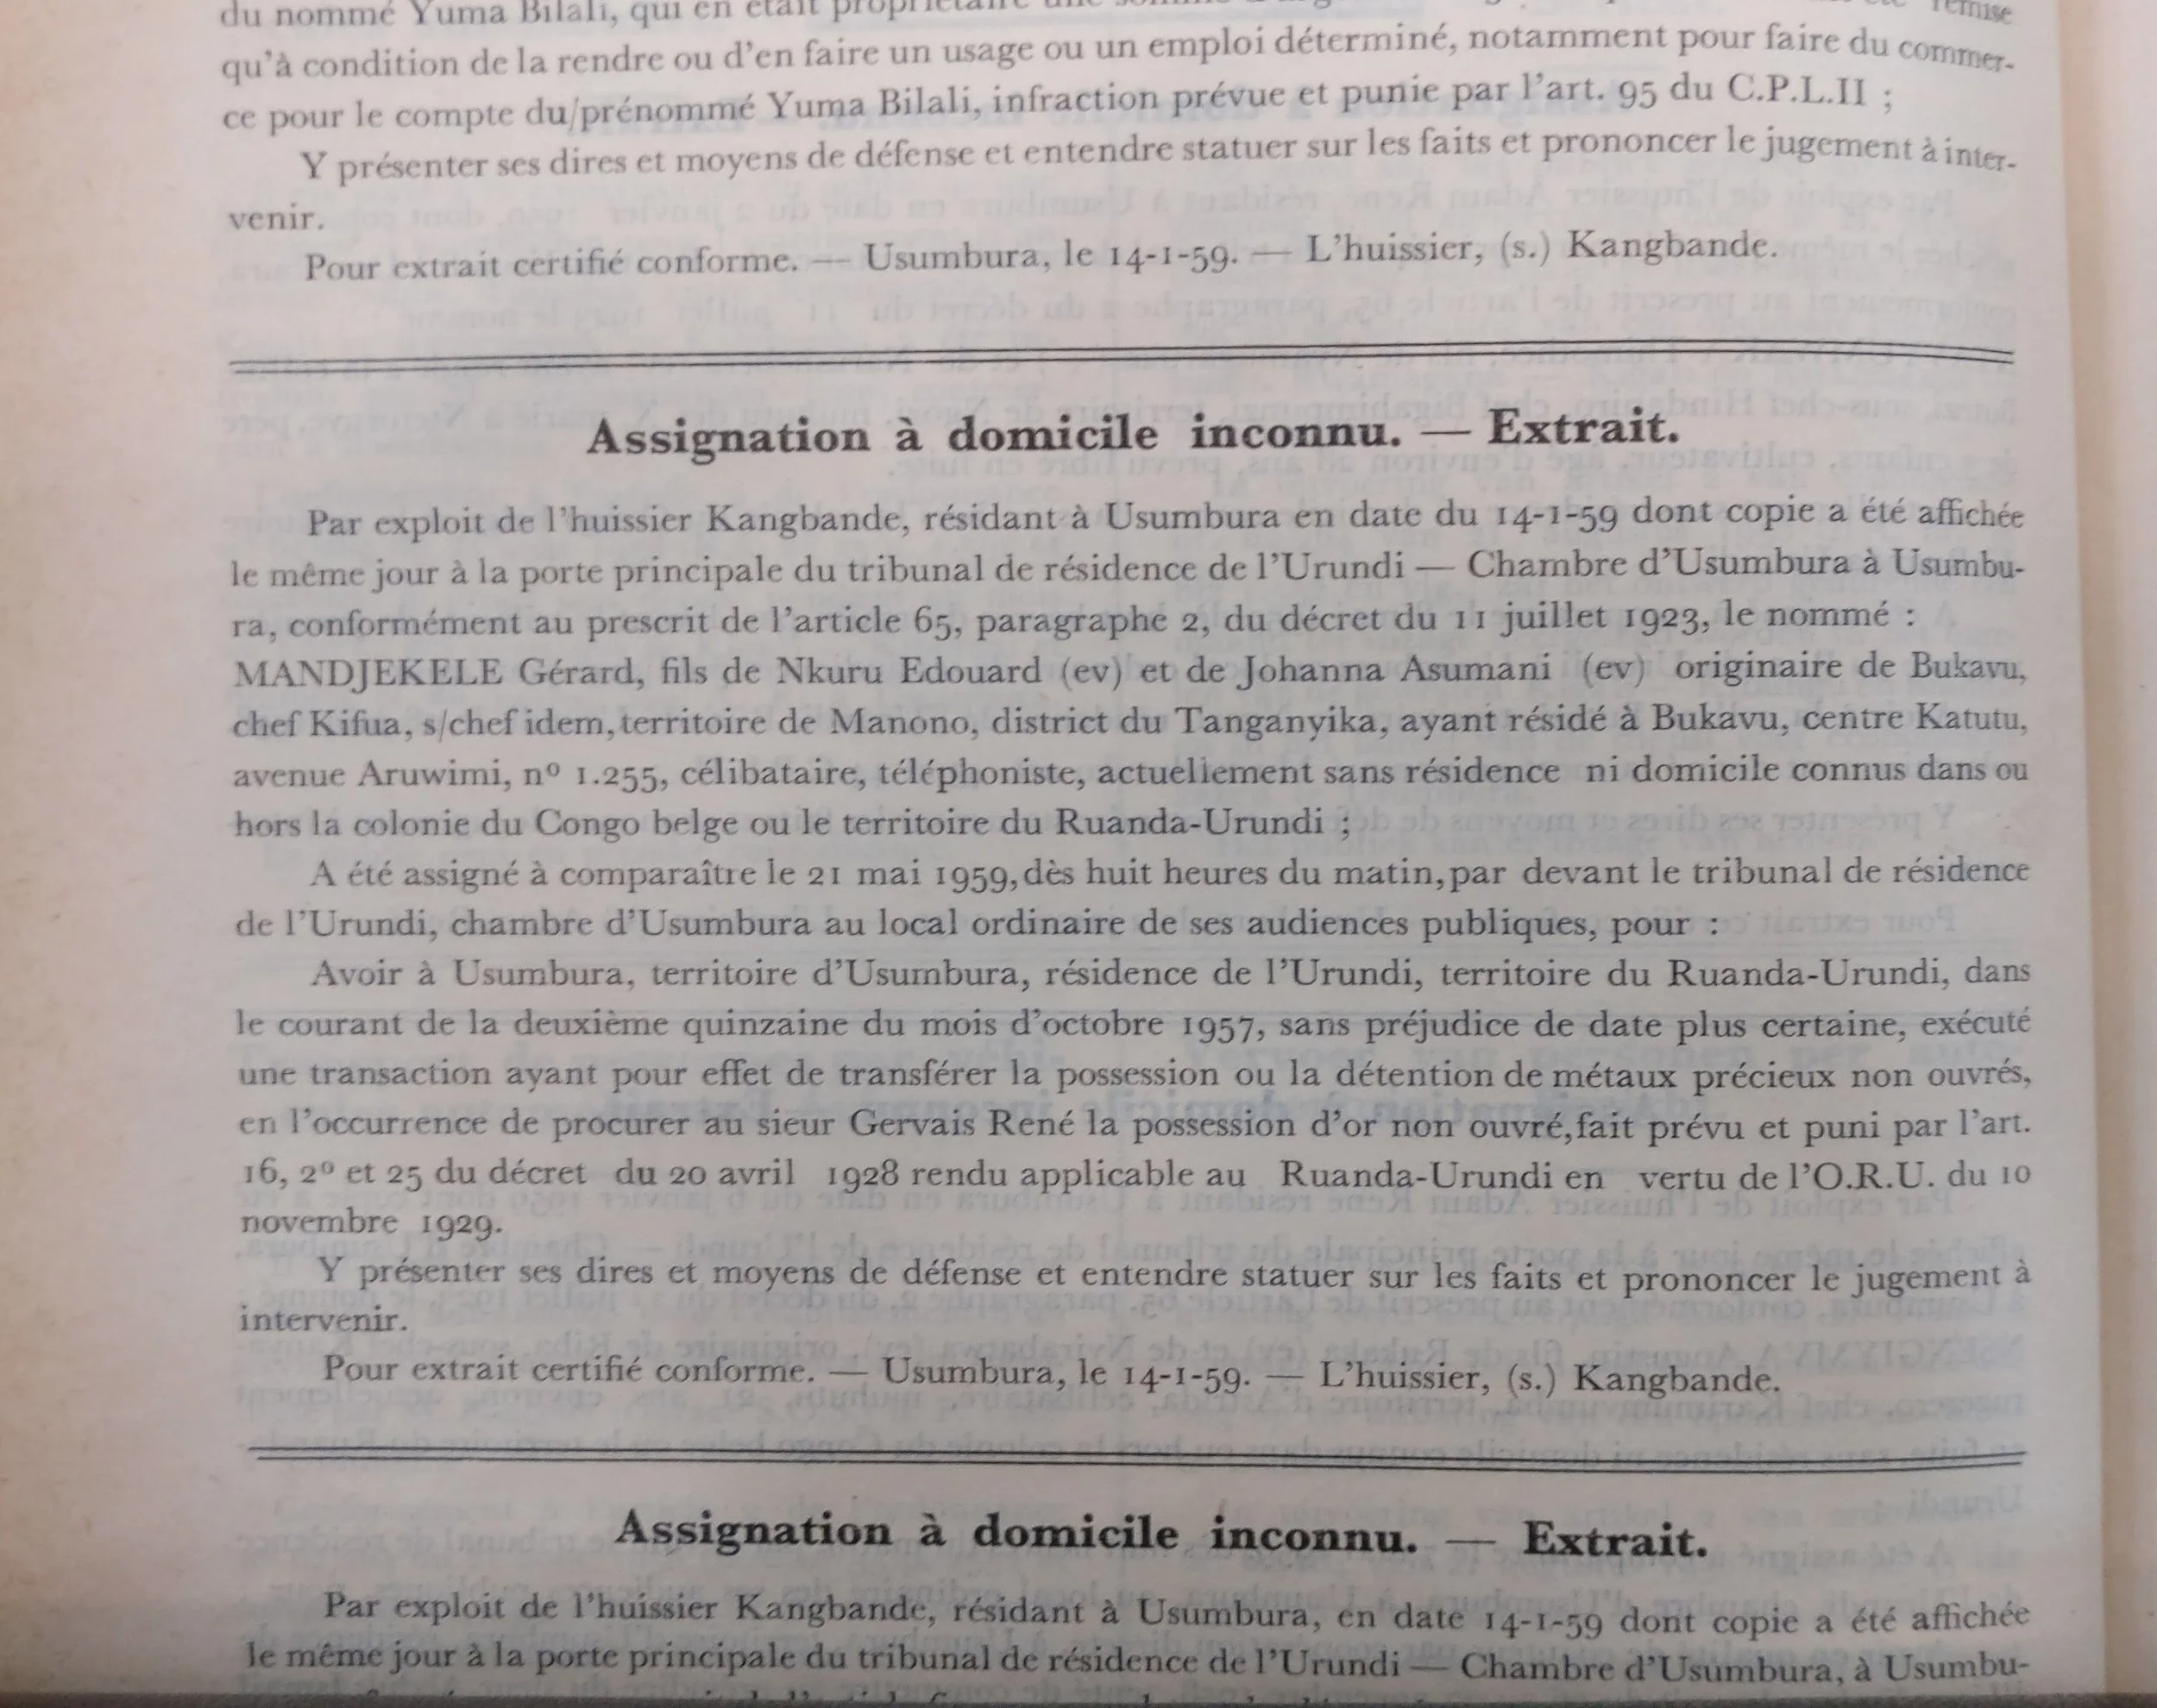 du nommé Yuma Bilali, qui en était propriétaire une remise
qu'à condition de la rendre ou d'en faire un usage ou un emploi déterminé, notamment pour faire du commer-
ce pour le compte du/prénommé Yuma Bilali, infraction prévue et punie par l'art. 95 du C.P.L.II ;
Y présenter ses dires et moyens de défense et entendre statuer sur les faits et prononcer le jugement à inter-
venir.
Pour extrait certifié conforme. — Usumbura, le 14-1-59. — L'huissier, (s.) Kangbande.
Assignation à domicile inconnu. — Extrait.
Par exploit de l'huissier Kangbande, résidant à Usumbura en date du 14-1-59 dont copie a été affichée
le même jour à la porte principale du tribunal de résidence de l'Urundi — Chambre d'Usumbura à Usumbu-
ra, conformément au prescrit de l'article 65, paragraphe 2, du décret du 11 juillet 1923, le nommé :
MANDJEKELE Gérard, fils de Nkuru Edouard (ev) et de Johanna Asumani (ev) originaire de Bukavu,
chef Kifua, s/chef idem, territoire de Manono, district du Tanganyika, ayant résidé à Bukavu, centre Katutu,
avenue Aruwimi, nº 1.255, célibataire, téléphoniste, actuellement sans résidence ni domicile connus dans ou
hors la colonie du Congo belge ou le territoire du Ruanda-Urundi ;
A été assigné à comparaître le 21 mai 1959, dès huit heures du matin, par devant le tribunal de résidence
de l'Urundi, chambre d'Usumbura au local ordinaire de ses audiences publiques, pour :
Avoir à Usumbura, territoire d'Usumbura, résidence de l'Urundi, territoire du Ruanda-Urundi, dans
le courant de la deuxième quinzaine du mois d'octobre 1957, sans préjudice de date plus certaine, exécuté
une transaction ayant pour effet de transférer la possession ou la détention de métaux précieux non ouvrés,
en l'occurrence de procurer au sieur Gervais René la possession d'or non ouvré, fait prévu et puni par l'art.
16, 2º et 25 du décret du 20 avril 1928 rendu applicable au Ruanda-Urundi en vertu de l'O.R.U. du 10
novembre 1929.
Y présenter ses dires et moyens de défense et entendre statuer sur les faits et prononcer le jugement à
intervenir.
Pour extrait certifié conforme. — Usumbura, le 14-1-59. — L'huissier, (s.) Kangbande.
Assignation à domicile inconnu. — Extrait.
Par exploit de l'huissier Kangbande, résidant à Usumbura, en date 14-1-59 dont copie a été affichée
le même jour à la porte principale du tribunal de résidence de l'Urundi — Chambre d'Usumbura, à Usumbu-